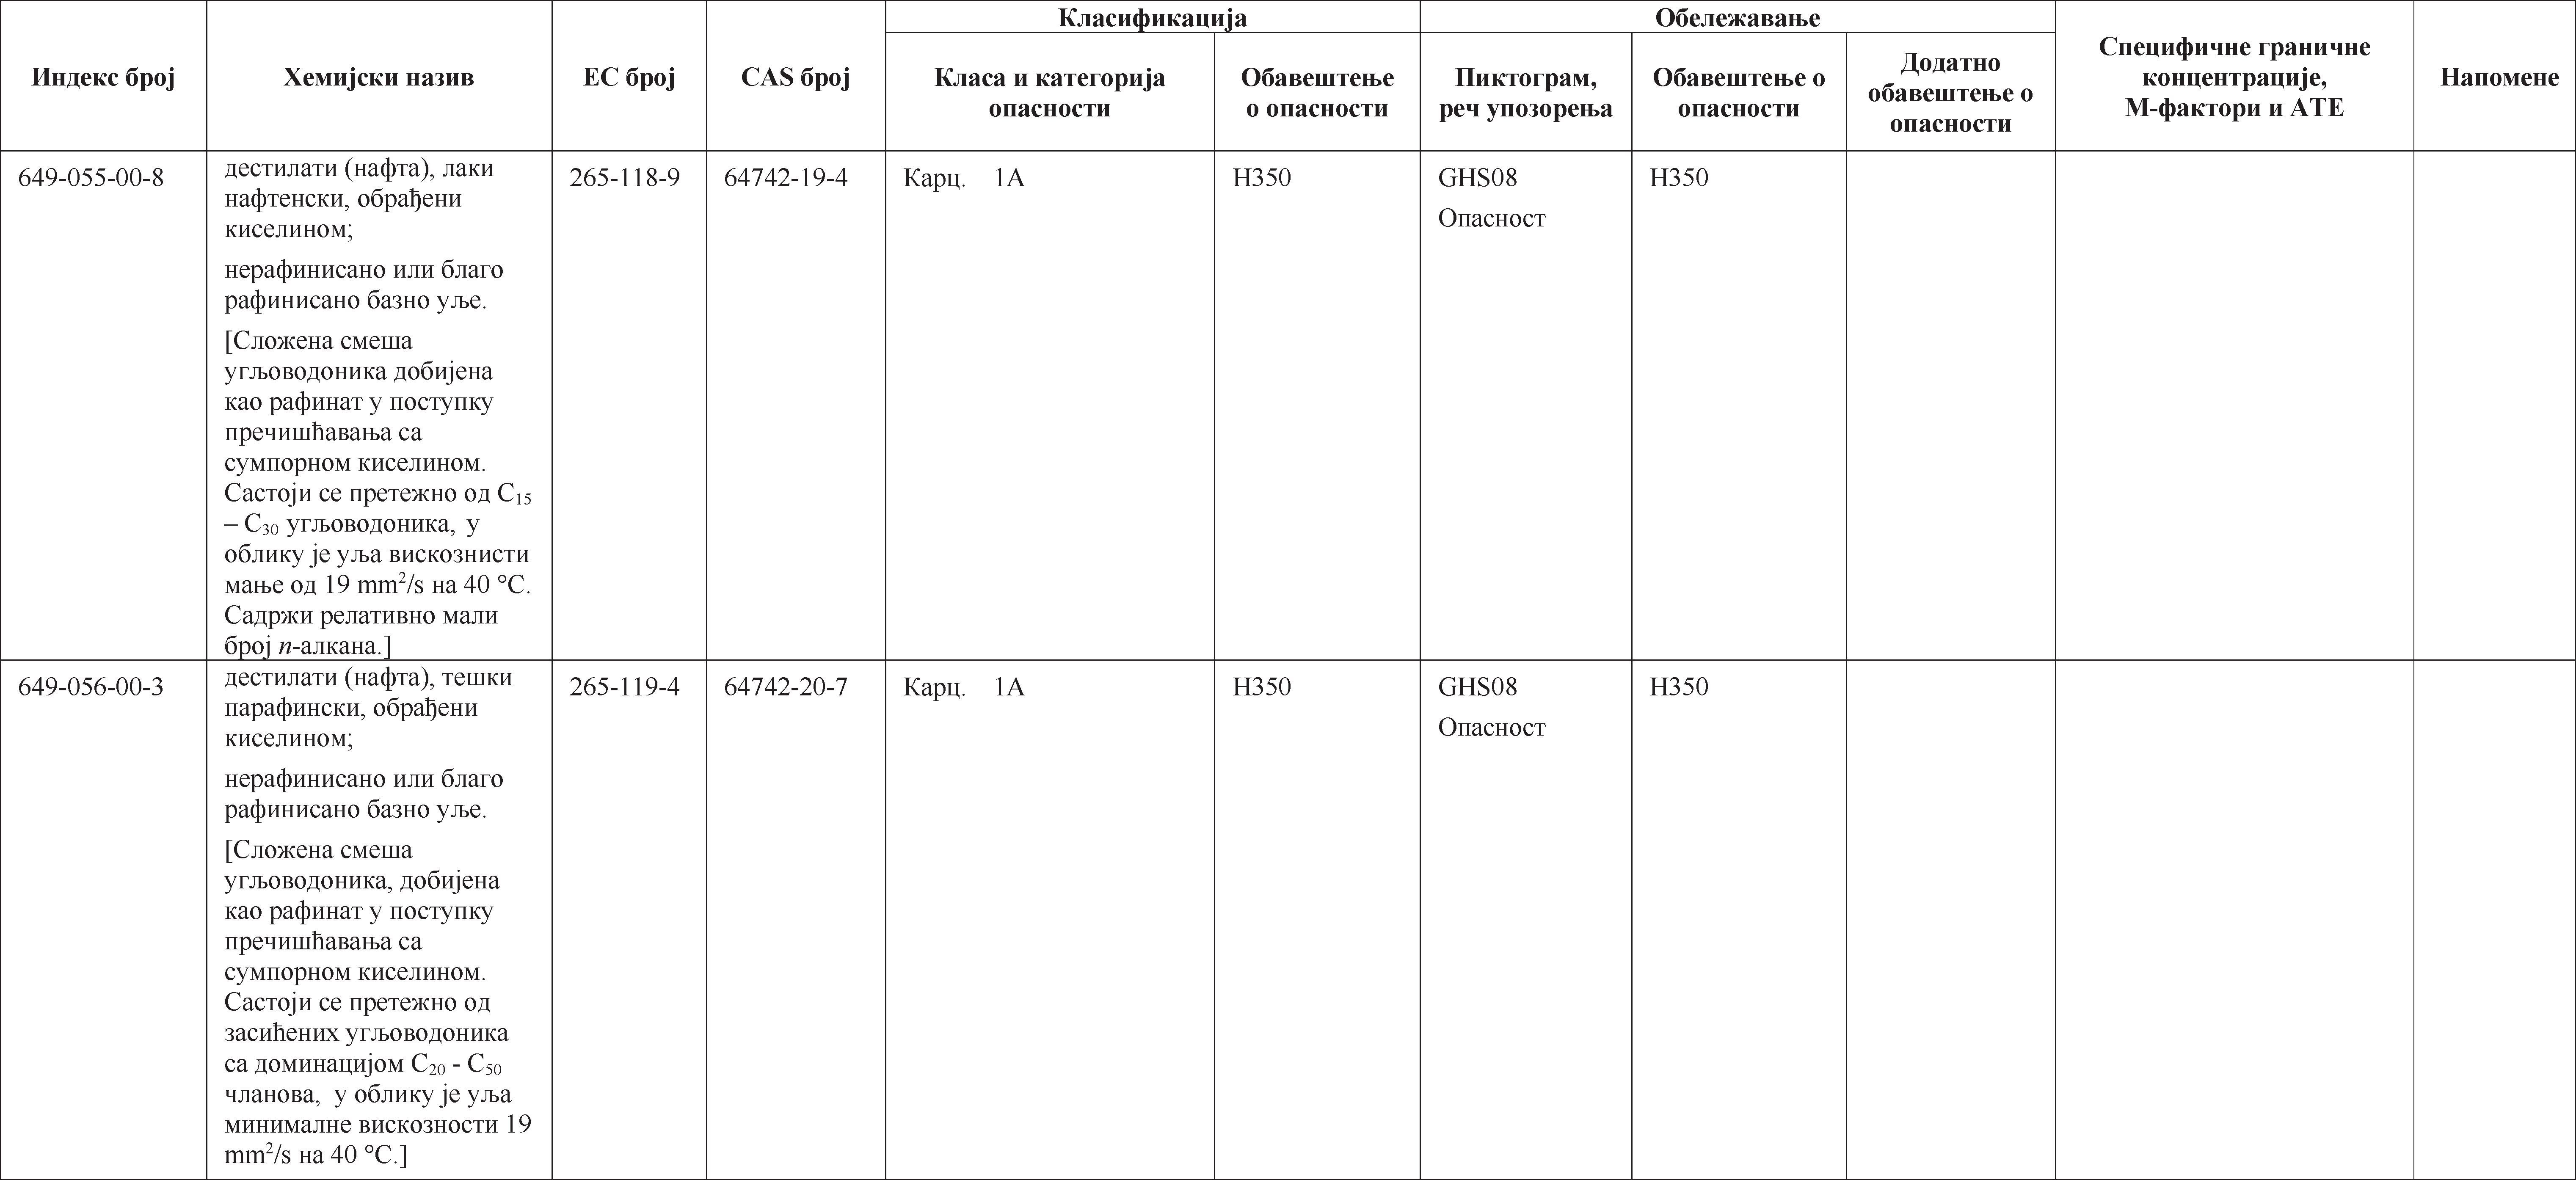 Индекс број
Хемијски назив
ЕС број
CAS број
Класификација
Обележавање
Специфичне граничне
концентрације,
М-фактори и АТЕ
Напомене
Класа и категорија
опасности
Обавештење
о опасности
Пиктограм,
реч упозорења
Обавештење о
опасности
Додатно
обавештење о
опасности
649-055-00-8
дестилати (нафта), лаки
нафтенски, обрађени
киселином;
нерафинисано или благо
рафинисано базно уље.
[Сложена смеша
угљоводоника добијена
као рафинат у поступку
пречишћавања са
сумпорном киселином.
Састоји се претежно од C15
– C30 угљоводоника, у
облику је уља вискознисти
мање од 19 mm2/s на 40 °C.
Садржи релативно мали
број n-алкана.]
265-118-9
64742-19-4
Карц. 1А
H350
GHS08
Опасност
H350
649-056-00-3
дестилати (нафта), тешки
парафински, обрађени
киселином;
нерафинисано или благо
рафинисано базно уље.
[Сложена смеша
угљоводоника, добијена
као рафинат у поступку
пречишћавања са
сумпорном киселином.
Састоји се претежно од
засићених угљоводоника
са доминацијом C20 - C50
чланова, у облику је уља
минималне вискозности 19
mm2/s на 40 °C.]
265-119-4
64742-20-7
Карц. 1А
H350
GHS08
Опасност
H350